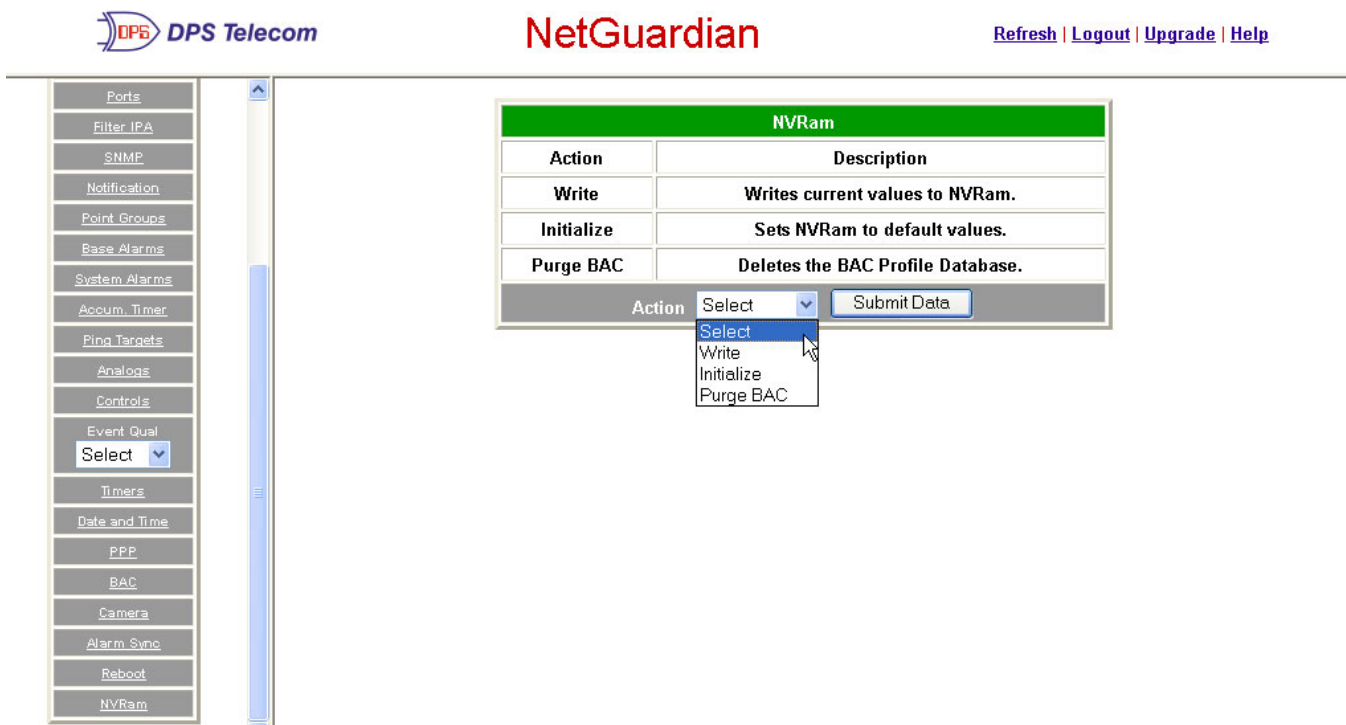 DPS DPS Telecom
NetGuardian
Refresh | Logout | Upgrade | Help
Ports
Filter IPA
SNMP
Notification
Point Groups
Base Alarms
System Alarms
Accum. Timer
Ping Targets
Analogs
Controls
Event Qual
Select
Timers
Date and Time
PPP
BAC
Camera
Alarm Sync
Reboot
NVRam
NVRam
Action Description
Write Writes current values to NVRam.
Initialize Sets NVRam to default values.
Purge BAC Deletes the BAC Profile Database.
Action Select Submit Data
Select
Write
Initialize
Purge BAC